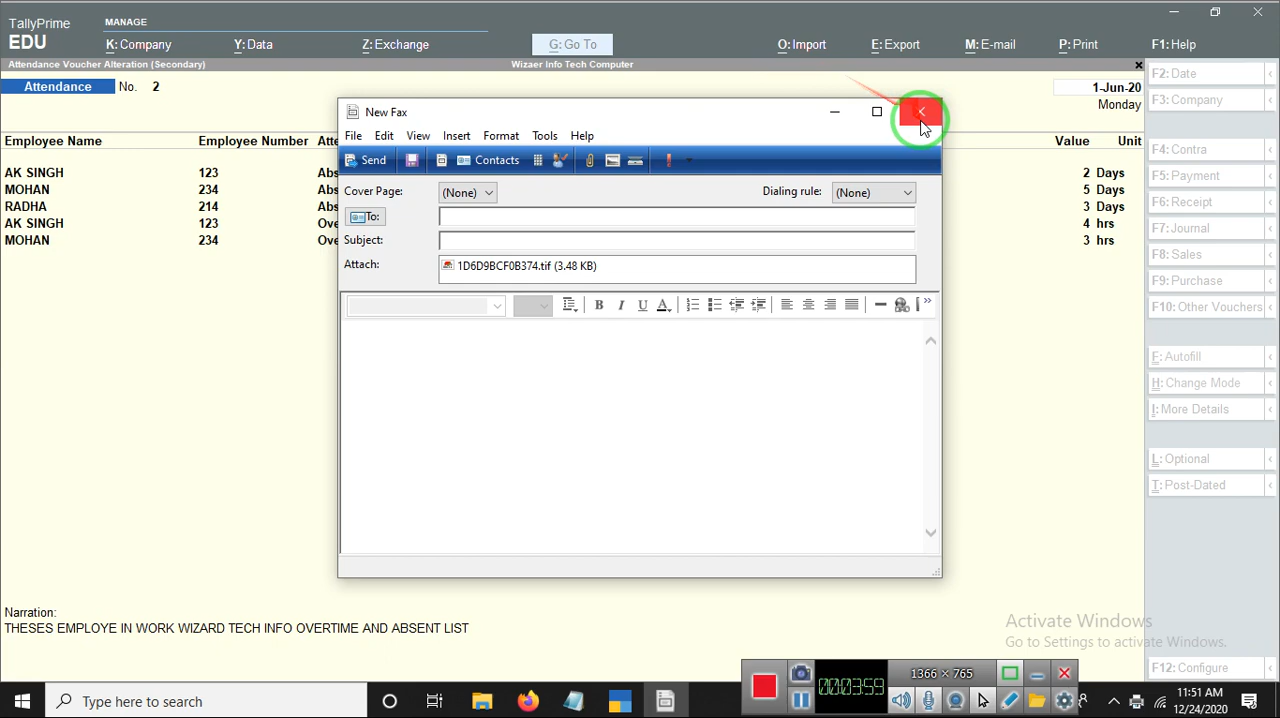 TallyPrime
EDU
MANAGE
K: Company
Y: Data
Z: Exchange
G: Go To
O: Import
E: Export
M: E-mail
P: Print
F1: Help
Attendance Voucher Alteration (Secondary)
Wizaer Info Tech Computer
Attendance No. 2
1-Jun-20
Monday
Employee Name Employee Number Value Unit
AK SINGH 123 2 Days
MOHAN 234 5 Days
RADHA 214 3 Days
AK SINGH 123 4 hrs
MOHAN 234 3 hrs
New Fax
File Edit View Insert Format Tools Help
Send
Contacts
Cover Page: (None)
Dialing rule: (None)
To:
Subject:
Attach: 1D6D9BCF0B374.tif (3.48 KB)
B I U A
F2: Date
F3: Company
F4: Contra
F5: Payment
F6: Receipt
F7: Journal
F8: Sales
F9: Purchase
F10: Other Vouchers
F: Autofill
H: Change Mode
I: More Details
L: Optional
T: Post-Dated
F12: Configure
Narration:
THESES EMPLOYE IN WORK WIZARD TECH INFO OVERTIME AND ABSENT LIST
Activate Windows
Go to Settings to activate Windows.
000:03:59
1366 × 765
Type here to search
11:51 AM
12/24/2020